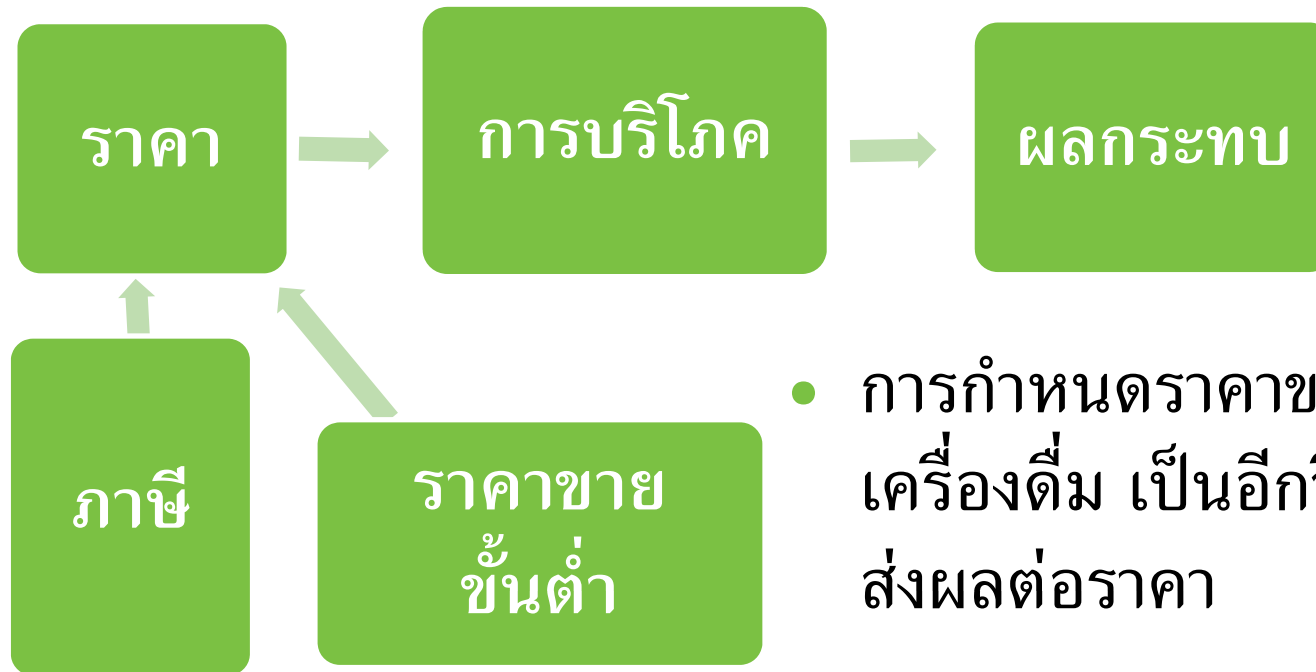 ราคา
การบริโภค
ผลกระทบ
ภาษี
ราคาขาย
ขั้นต่ำ
• การกำหนดราคาข
เครื่องดื่ม เป็นอีก
ส่งผลต่อราคา